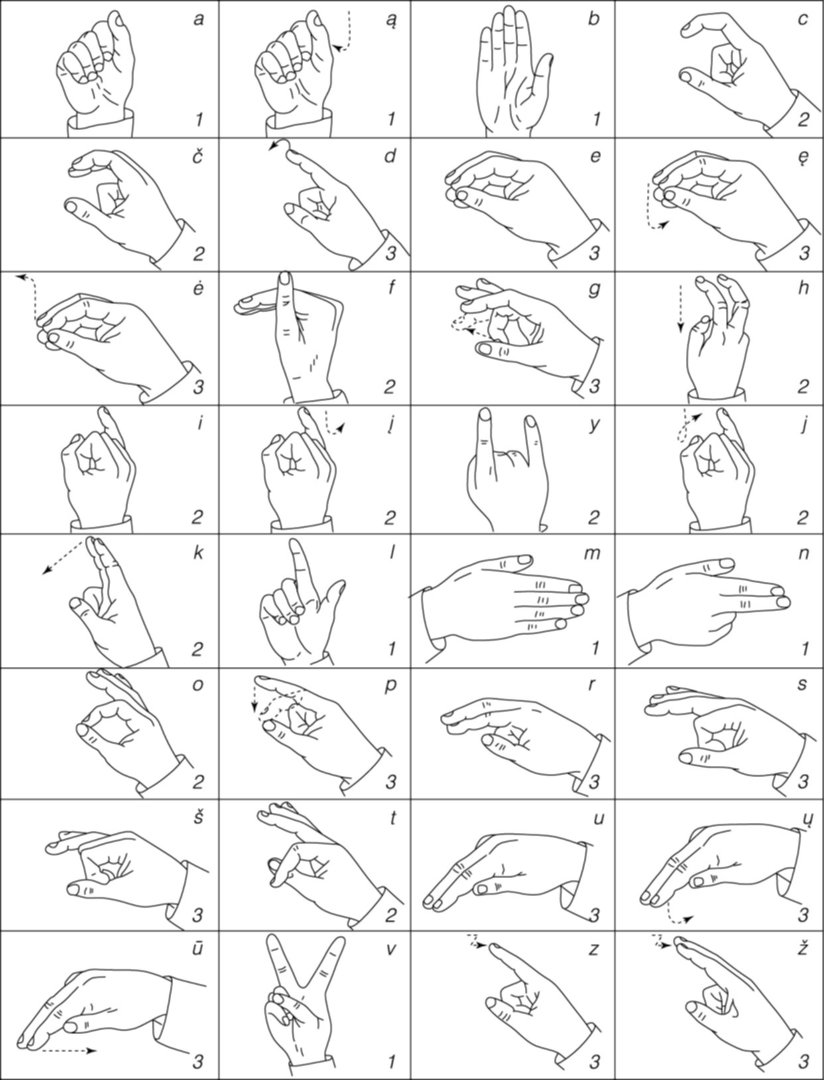 a ą b c
1 1 1 2
č d e ę
2 3 3 3
ė f g h
3 2 3 2
i į y j
2 2 2 2
k l m n
2 1 1 1
o p r s
2 3 3 3
š t u ų
3 2 3 3
ū v z ž
3 1 3 3